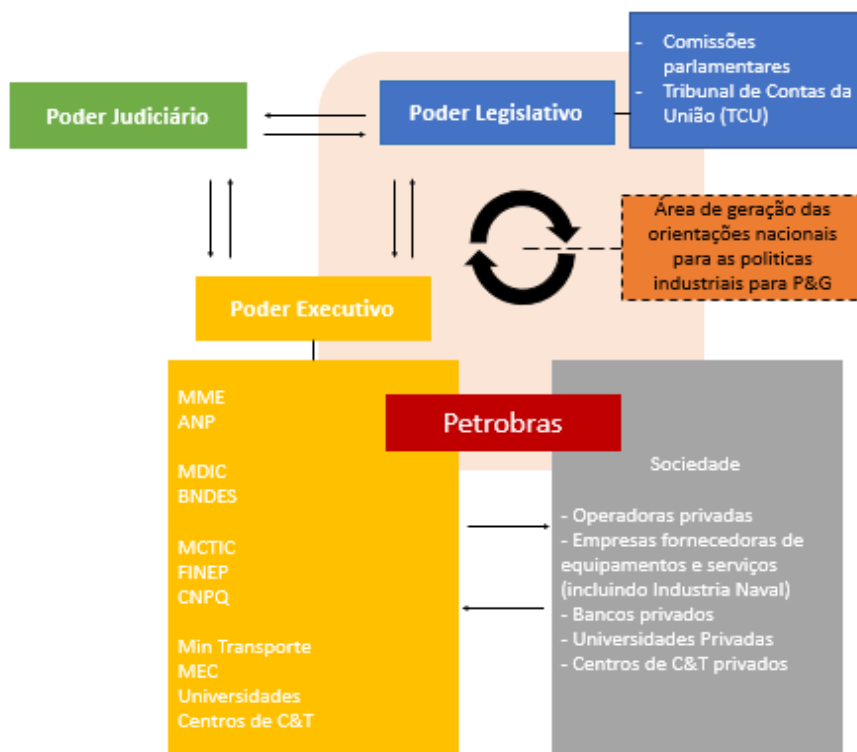 Poder Judiciário
Poder Legislativo
- Comissões
parlamentares
- Tribunal de Contas da
União (TCU)
Área de geração das
orientações nacionais
para as politicas
industriais para P&G
Poder Executivo
MME
ANP
MDIC
BNDES
MCTIC
FINEP
CNPQ
Min Transporte
MEC
Universidades
Centros de C&T
Petrobras
Sociedade
- Operadoras privadas
- Empresas fornecedoras de
equipamentos e serviços
(incluindo Industria Naval)
- Bancos privados
- Universidades Privadas
- Centros de C&T privados